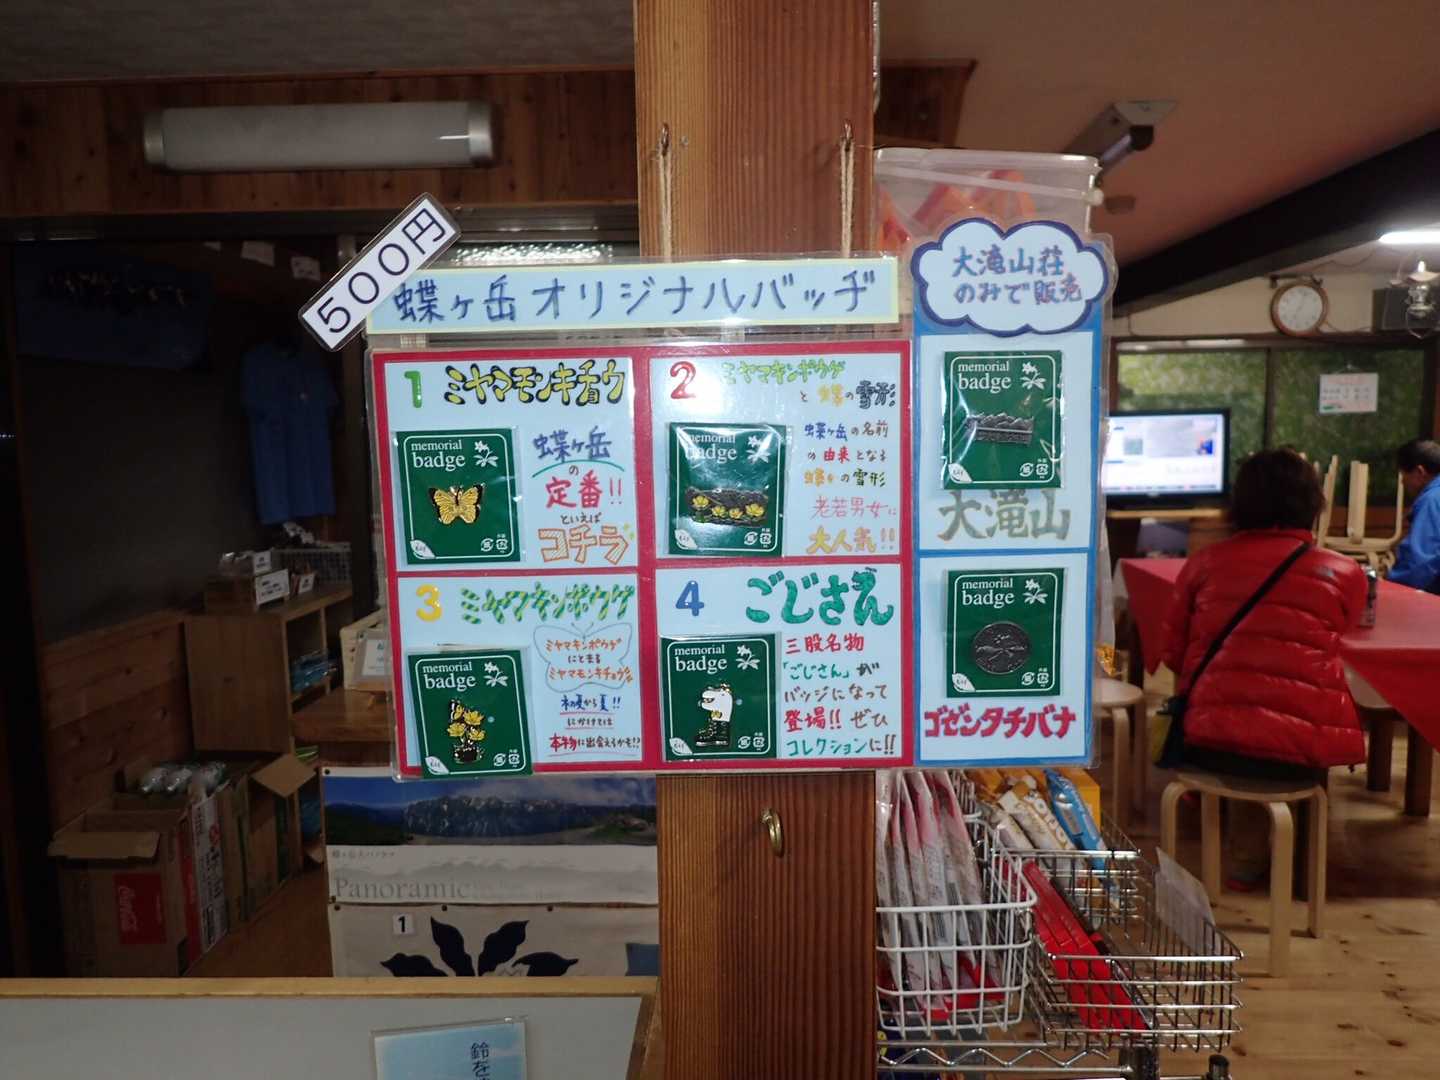 500円
蝶ヶ岳オリジナルバッヂ
大滝山荘
のみで販売
1 ミヤマモンキチョウ
memorial
badge
蝶ヶ岳
の
定番!!
といえば
コチラ
2 ミヤマキンポウゲ
と 蝶の雪形
memorial
badge
蝶ヶ岳の名前
の由来となる
蝶々の雪形
老若男女に
大人気!!
3 ミヤマキンポウゲ
memorial
badge
ミヤマキンポウゲ
にとまる
ミヤマモンキチョウ
初夏から夏!!
にかけては
本物に出会えるかも!?
4 ごじさん
memorial
badge
三股名物
「ごじさん」が
バッジになって
登場!! ぜひ
コレクションに!!
memorial
badge
大滝山
memorial
badge
ゴゼンタチバナ
Panoramic
1
鈴を